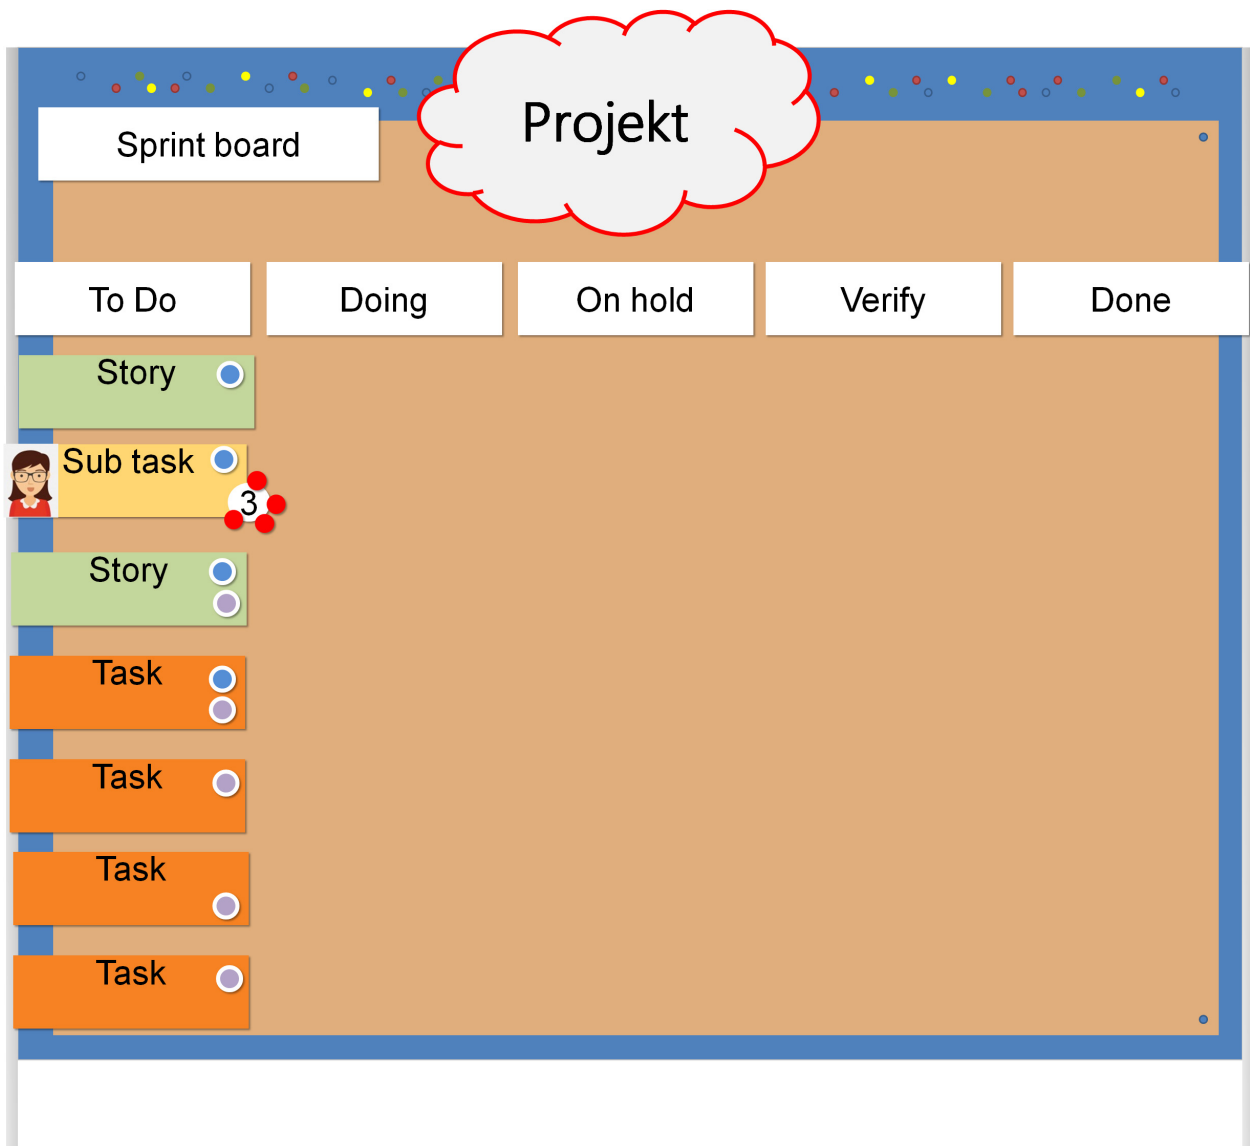 Projekt
Sprint board
To Do
Doing
On hold
Verify
Done
Story
Sub task
3
Story
Task
Task
Task
Task